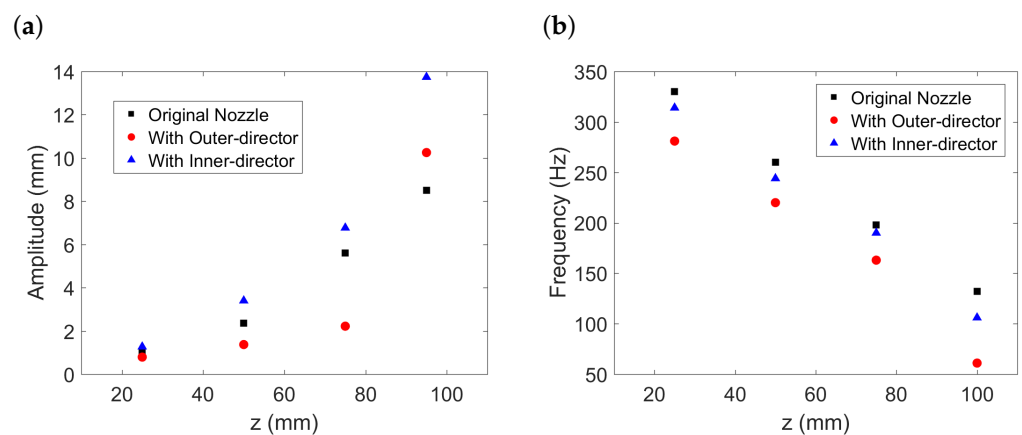 (a)
14
12
10
8
6
4
2
0
Amplitude (mm)
Original Nozzle
With Outer-director
With Inner-director
20 40 60 80 100
z (mm)
(b)
350
300
250
200
150
100
50
Frequency (Hz)
Original Nozzle
With Outer-director
With Inner-director
20 40 60 80 100
z (mm)